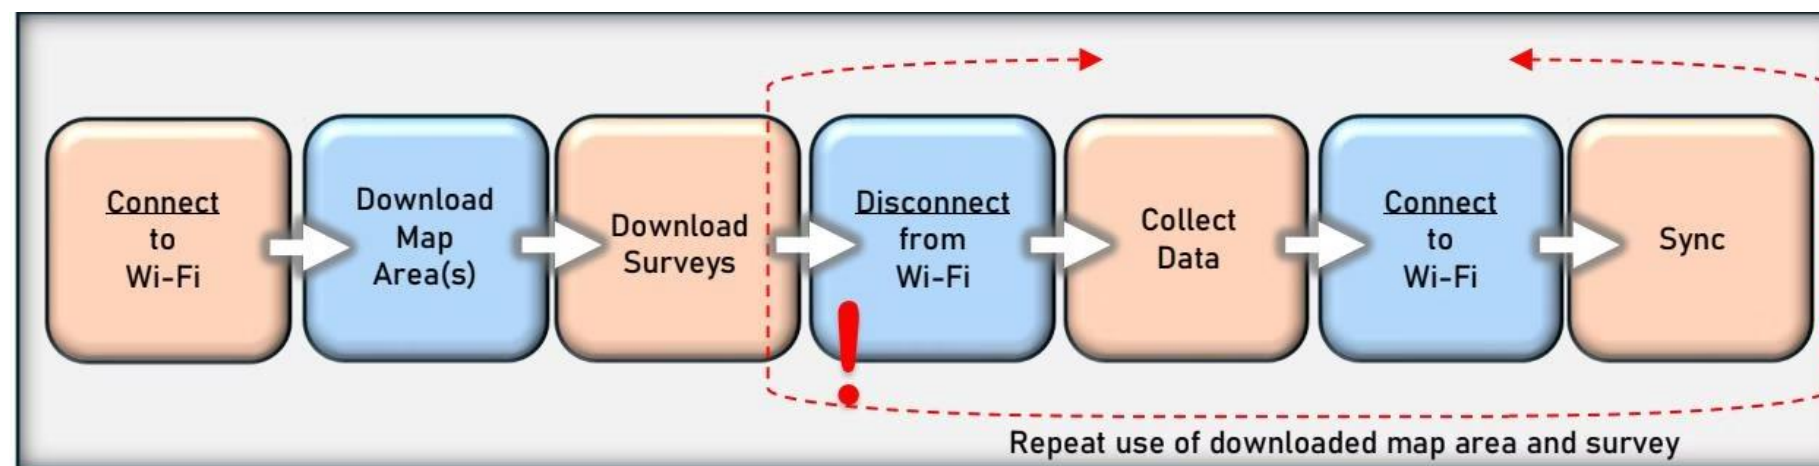 Connect
to
Wi-Fi
Download
Map
Area(s)
Download
Surveys
Disconnect
from
Wi-Fi
!
Collect
Data
Connect
to
Wi-Fi
Sync
Repeat use of downloaded map area and survey